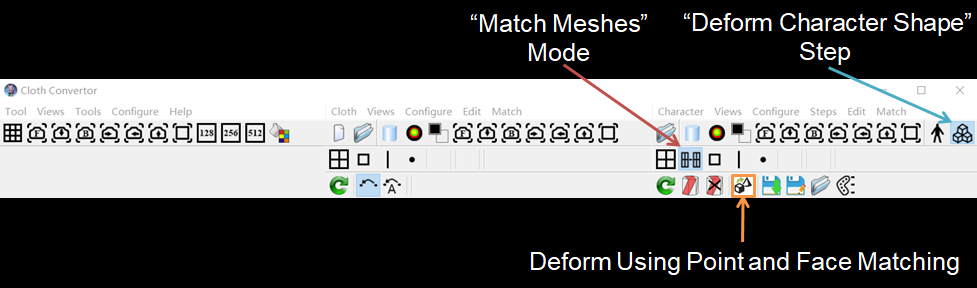 “Match Meshes” Mode
“Deform Character Shape” Step
Cloth Convertor
Tool Views Tools Configure Help
Cloth Views Configure Edit Match
Character Views Configure Steps Edit Match
F B 128 256 512
F B
F B
A
Deform Using Point and Face Matching